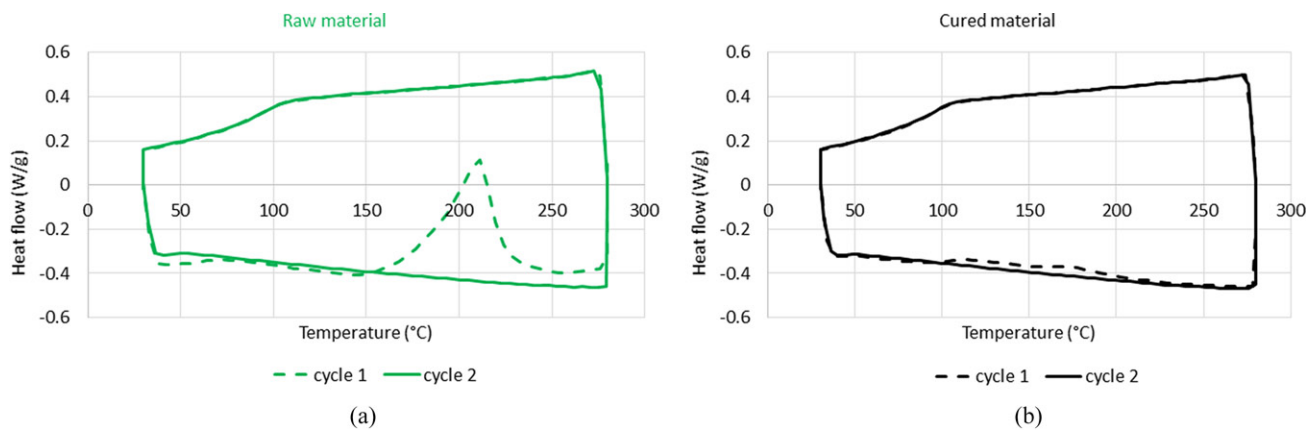 Raw material
0.6
0.4
0.2
0
-0.2
-0.4
-0.6
0 50 100 150 200 250 300
Heat flow (W/g)
Temperature (°C)
cycle 1 cycle 2
(a)
Cured material
0.6
0.4
0.2
0
-0.2
-0.4
-0.6
0 50 100 150 200 250 300
Heat flow (W/g)
Temperature (°C)
cycle 1 cycle 2
(b)